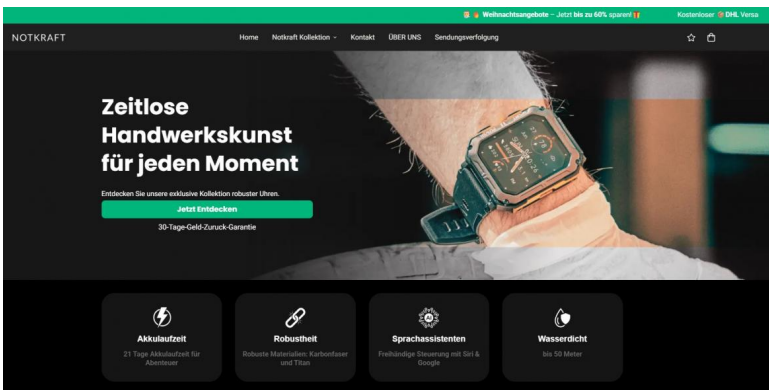 Weihnachtsangebote – Jetzt bis zu 60% sparen!
Kostenloser DHL Versa
NOTKRAFT
Home
Notkraft Kollektion
Kontakt
ÜBER UNS
Sendungsverfolgung
Zeitlose
Handwerkskunst
für jeden Moment
Entdecken Sie unsere exklusive Kollektion robuster Uhren.
Jetzt Entdecken
30-Tage-Geld-Zuruck-Garantie
Akkulaufzeit
21 Tage Akkulaufzeit für
Abenteuer
Robustheit
Robuste Materialien: Karbonfaser
und Titan
AI
Sprachassistenten
Freihändige Steuerung mit Siri &
Google
Wasserdicht
bis 50 Meter